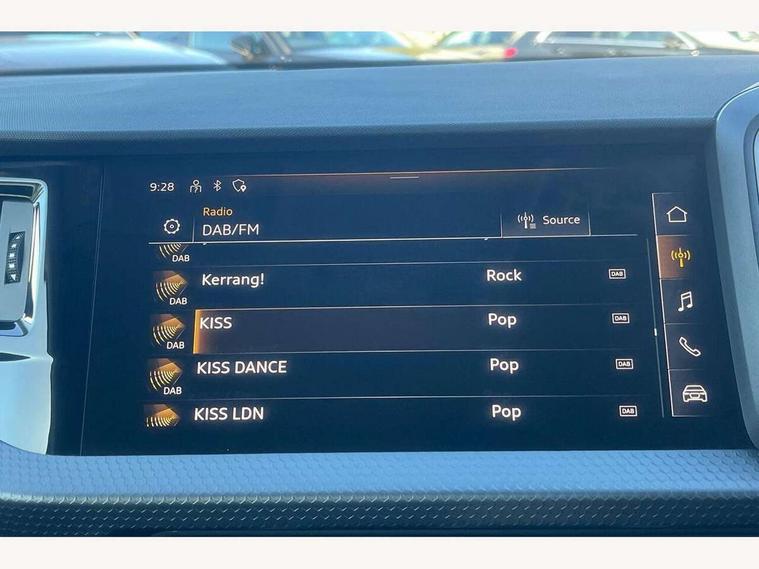 9:28
Radio
DAB/FM
Source
DAB
Kerrang! Rock DAB
DAB
KISS Pop DAB
DAB
KISS DANCE Pop DAB
DAB
KISS LDN Pop DAB